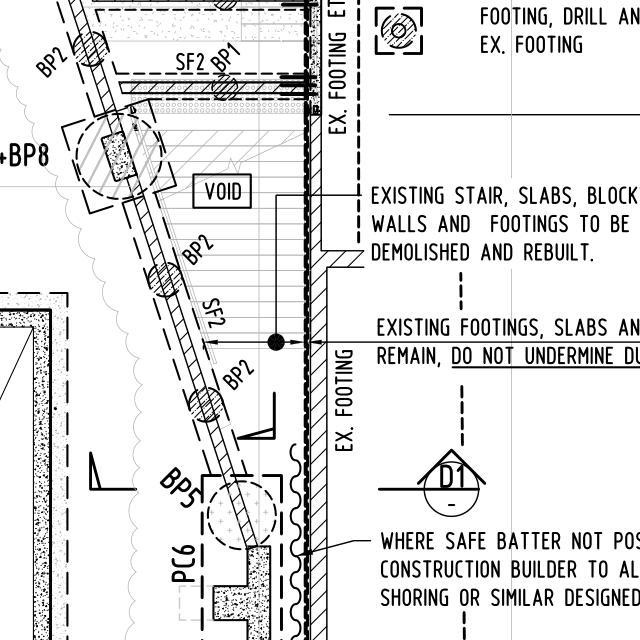 FOOTING, DRILL AN
EX. FOOTING
EX. FOOTING ET
BP2
SF2 BP1
+BP8
VOID
EXISTING STAIR, SLABS, BLOCK
WALLS AND FOOTINGS TO BE
DEMOLISHED AND REBUILT.
BP2
SF2
EXISTING FOOTINGS, SLABS AN
REMAIN, DO NOT UNDERMINE DU
EX. FOOTING
BP2
D1
-
BP5
PC6
WHERE SAFE BATTER NOT POS
CONSTRUCTION BUILDER TO AL
SHORING OR SIMILAR DESIGNED